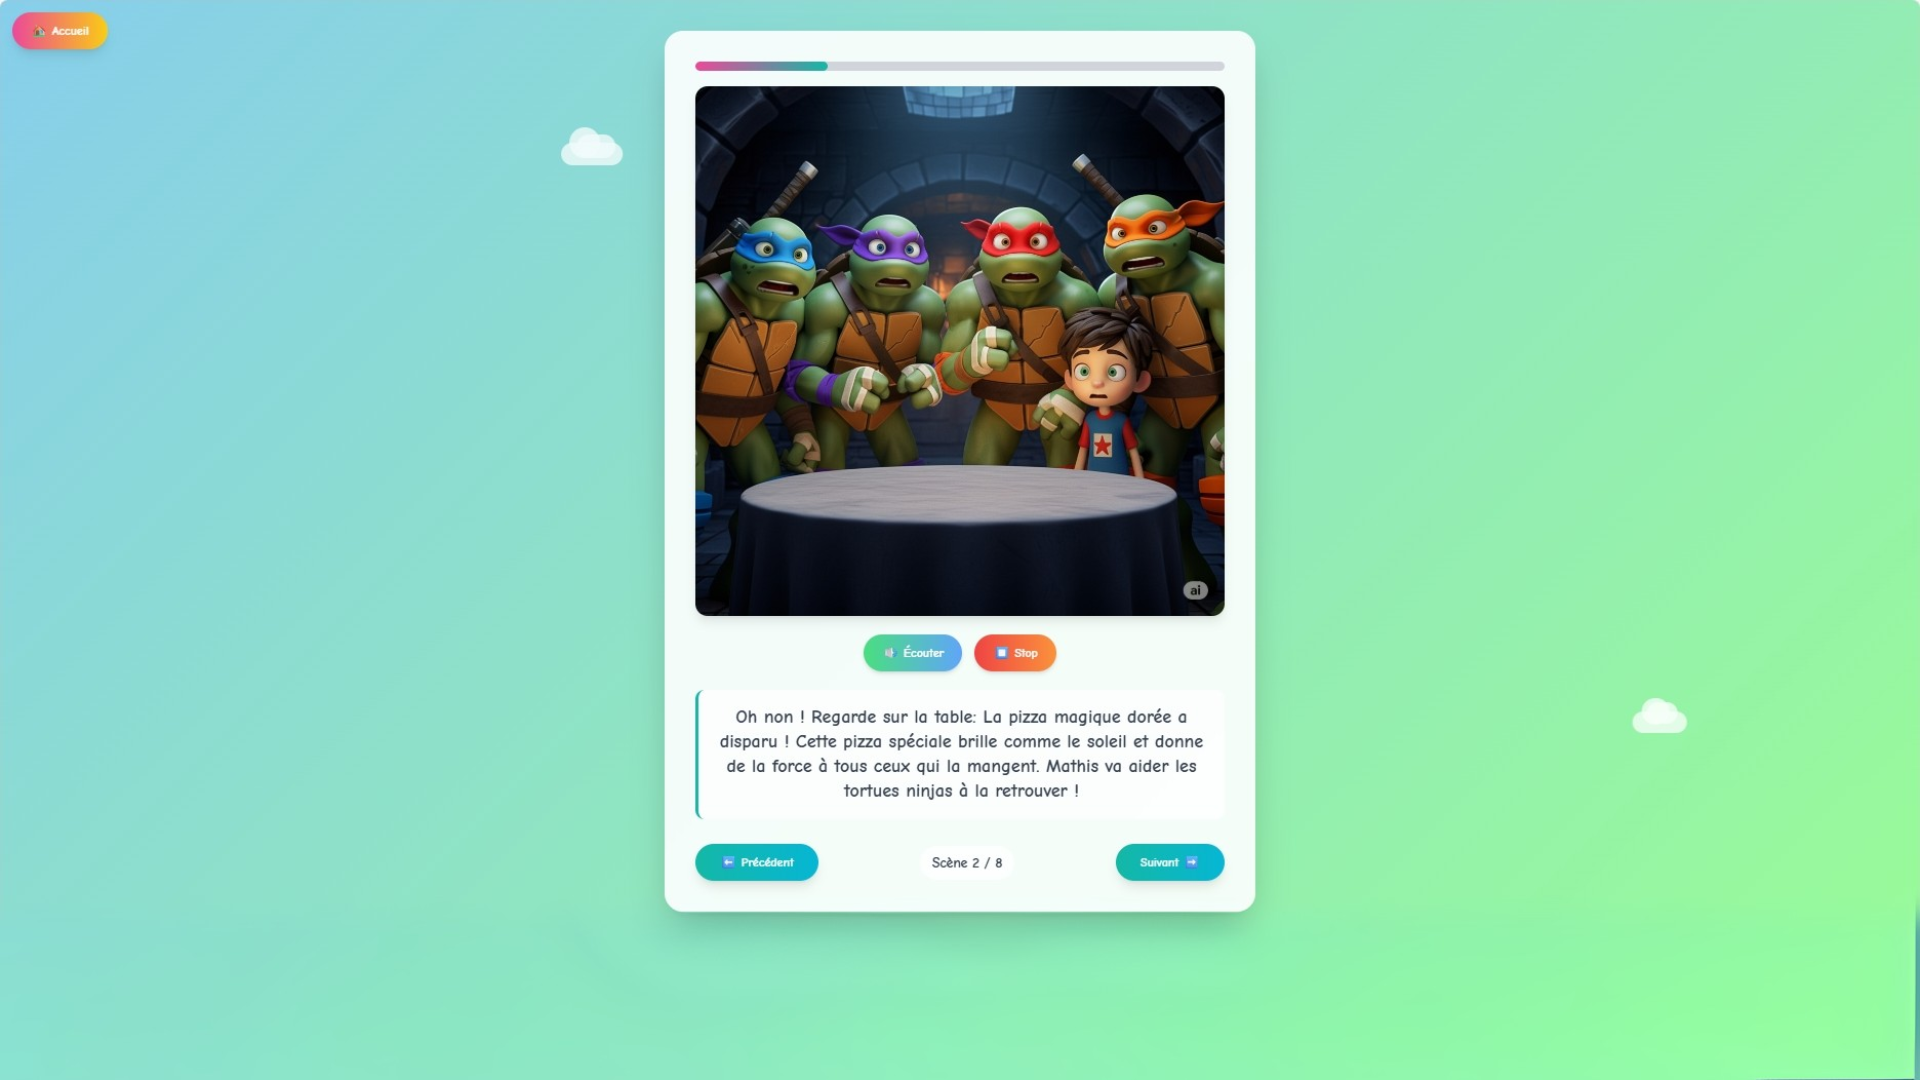 Accueil
ai
Écouter
Stop
Oh non ! Regarde sur la table: La pizza magique dorée a
disparu ! Cette pizza spéciale brille comme le soleil et donne
de la force à tous ceux qui la mangent. Mathis va aider les
tortues ninjas à la retrouver !
Précédent
Scène 2 / 8
Suivant